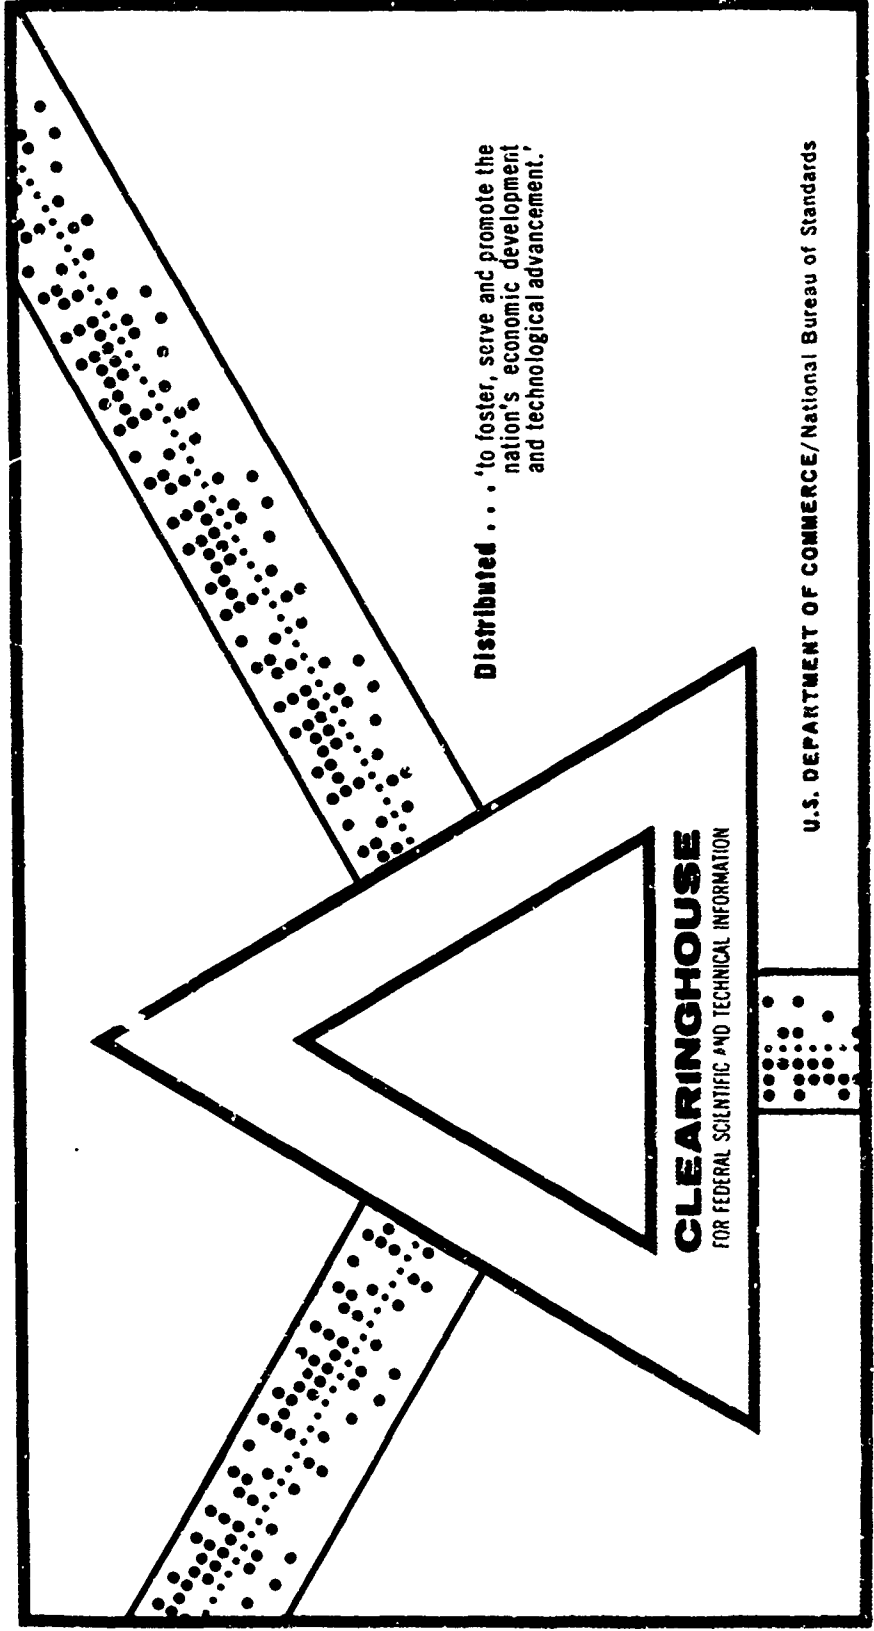 Distributed . . . . 'to foster, serve and promote the
nation's economic development
and technological advancement.'
CLEARINGHOUSE
FOR FEDERAL SCIENTIFIC AND TECHNICAL INFORMATION
U.S. DEPARTMENT OF COMMERCE/National Bureau of Standards